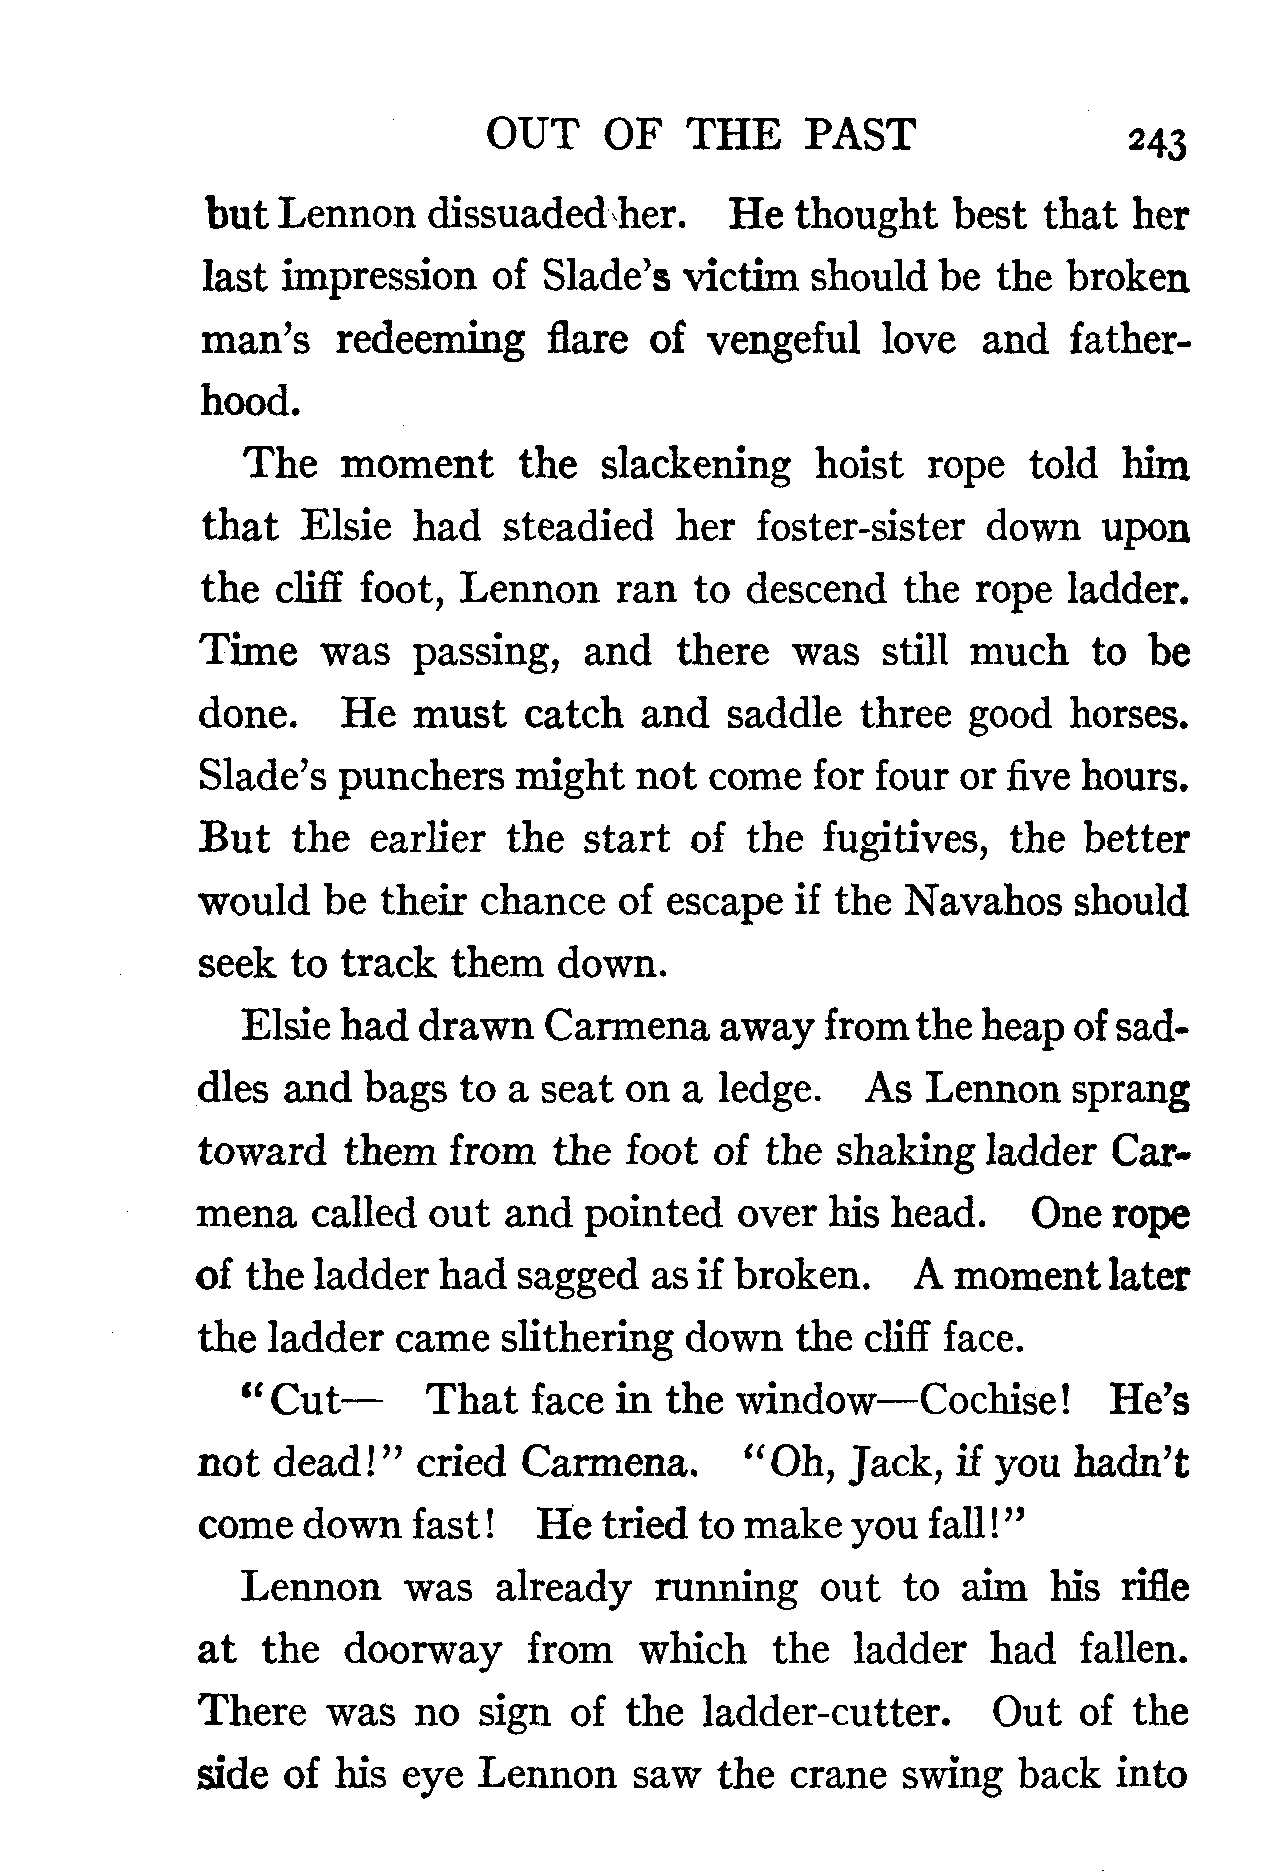 OUT OF THE PAST 243
but Lennon dissuaded her. He thought best that her
last impression of Slade's victim should be the broken
man's redeeming flare of vengeful love and father-
hood.
The moment the slackening hoist rope told him
that Elsie had steadied her foster-sister down upon
the cliff foot, Lennon ran to descend the rope ladder.
Time was passing, and there was still much to be
done. He must catch and saddle three good horses.
Slade's punchers might not come for four or five hours.
But the earlier the start of the fugitives, the better
would be their chance of escape if the Navahos should
seek to track them down.
Elsie had drawn Carmena away from the heap of sad-
dles and bags to a seat on a ledge. As Lennon sprang
toward them from the foot of the shaking ladder Car-
mena called out and pointed over his head. One rope
of the ladder had sagged as if broken. A moment later
the ladder came slithering down the cliff face.
"Cut— That face in the window—Cochise! He's
not dead!" cried Carmena. "Oh, Jack, if you hadn't
come down fast! He tried to make you fall!"
Lennon was already running out to aim his rifle
at the doorway from which the ladder had fallen.
There was no sign of the ladder-cutter. Out of the
side of his eye Lennon saw the crane swing back into